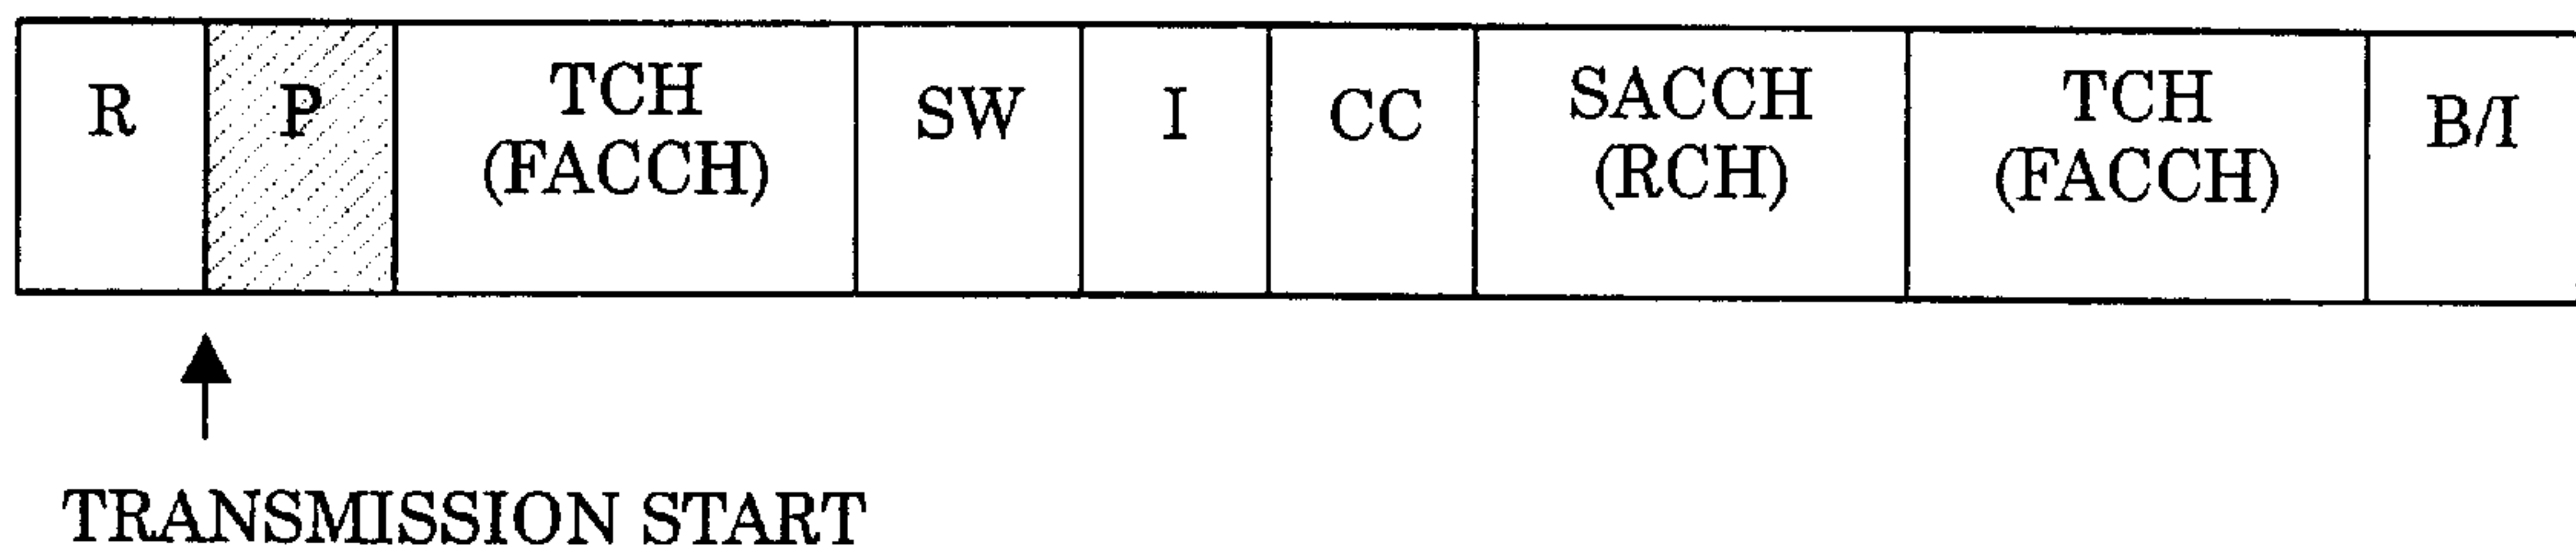 R
P
TCH
(FACCH)
SW
I
CC
SACCH
(RCH)
TCH
(FACCH)
B/I
TRANSMISSION START